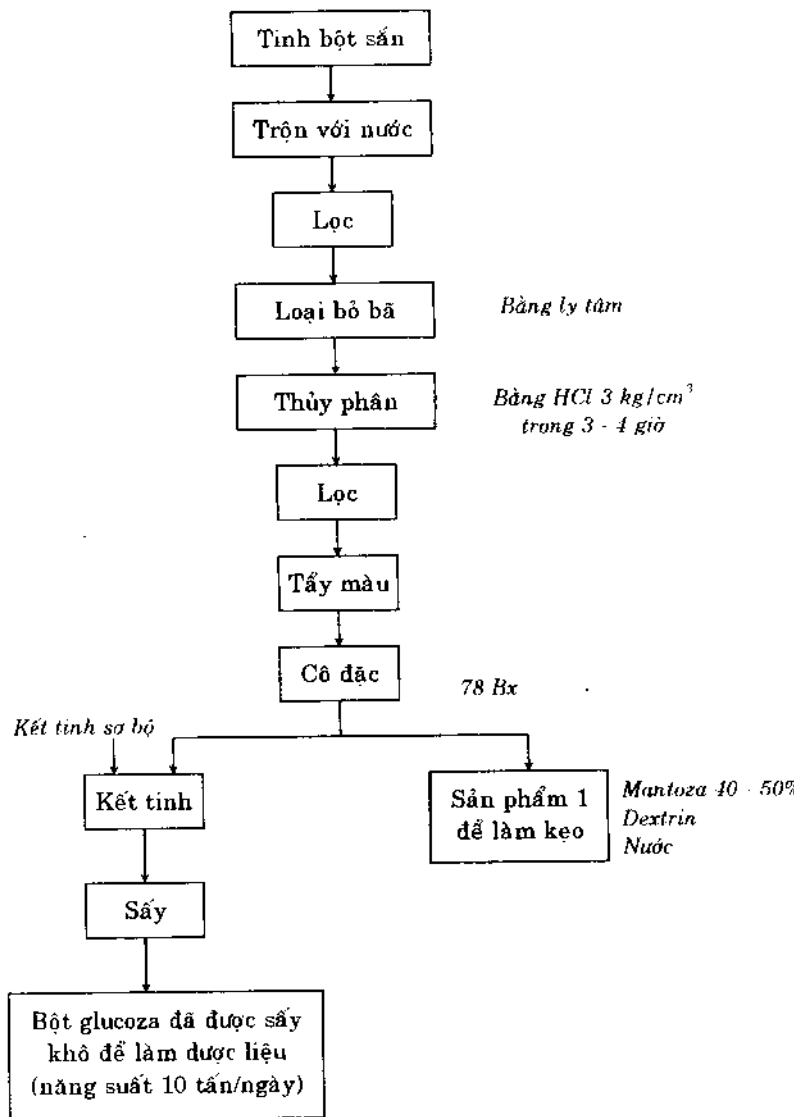 Tinh bột sắn
Trộn với nước
Lọc
Loại bỏ bã
Bằng ly tâm
Thủy phân
Bằng HCl 3 kg/cm³
trong 3 - 4 giờ
Lọc
Tẩy màu
Cô đặc
78 Bx
Kết tinh sơ bộ
Kết tinh
Sản phẩm 1
để làm kẹo
Mantoza 40 - 50%
Dextrin
Nước
Sấy
Bột glucoza đã được sấy
khô để làm dược liệu
(năng suất 10 tấn/ngày)